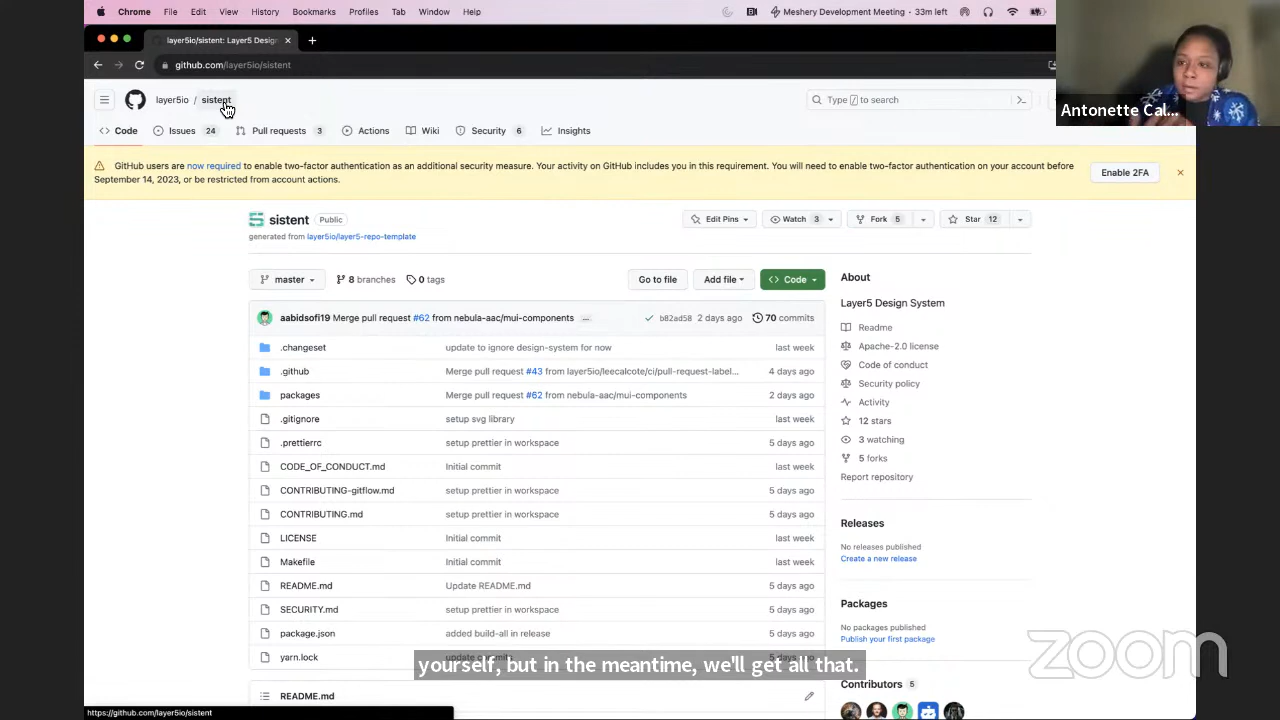 Chrome File Edit View History Bookmarks Profiles Tab Window Help
Meshery Development Meeting • 33m left
layer5io/sistent: Layer5 Desig
github.com/layer5io/sistent
layer5io / sistent
Type / to search
Code Issues 24 Pull requests 3 Actions Wiki Security 6 Insights
GitHub users are now required to enable two-factor authentication as an additional security measure. Your activity on GitHub includes you in this requirement. You will need to enable two-factor authentication on your account before
September 14, 2023, or be restricted from account actions.
Enable 2FA
Antonette Cal...
sistent Public
Edit Pins Watch 3 Fork 5 Star 12
generated from layer5io/layer5-repo-template
master 8 branches 0 tags Go to file Add file Code
aabidsofi19 Merge pull request #62 from nebula-aac/mui-components ... b82ad58 2 days ago 70 commits
.changeset update to ignore design-system for now last week
.github Merge pull request #43 from layer5io/leecalcote/ci/pull-request-label... 4 days ago
packages Merge pull request #62 from nebula-aac/mui-components 2 days ago
.gitignore setup svg library last week
.prettierrc setup prettier in workspace 5 days ago
CODE_OF_CONDUCT.md Initial commit last week
CONTRIBUTING-gitflow.md setup prettier in workspace 5 days ago
CONTRIBUTING.md setup prettier in workspace 5 days ago
LICENSE Initial commit last week
Makefile Initial commit last week
README.md Update README.md 5 days ago
SECURITY.md setup prettier in workspace 5 days ago
package.json added build-all in release 5 days ago
yarn.lock 5 days ago
README.md
About
Layer5 Design System
Readme
Apache-2.0 license
Code of conduct
Security policy
Activity
12 stars
3 watching
5 forks
Report repository
Releases
No releases published
Create a new release
Packages
No packages published
Publish your first package
Contributors 5
yourself, but in the meantime, we'll get all that.
zoom
https://github.com/layer5io/sistent